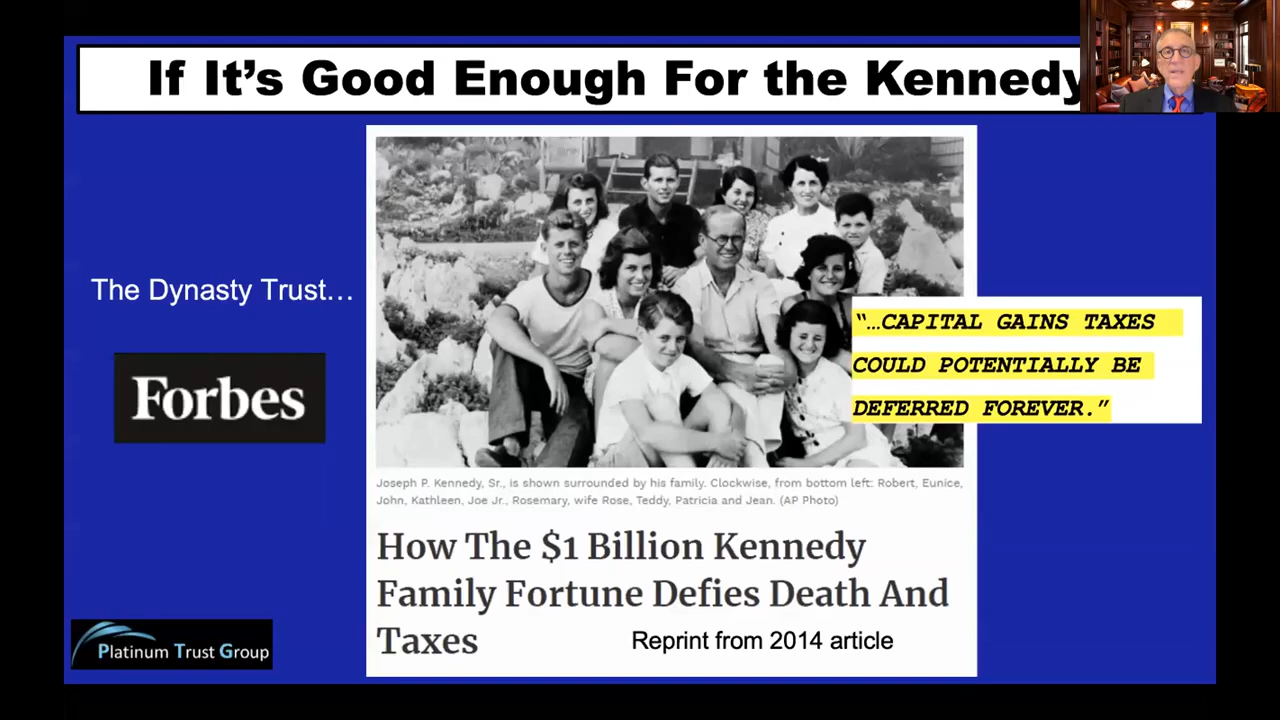 If It's Good Enough For the Kennedy
The Dynasty Trust…
Forbes
"…CAPITAL GAINS TAXES
COULD POTENTIALLY BE
DEFERRED FOREVER."
Joseph P. Kennedy, Sr., is shown surrounded by his family. Clockwise, from bottom left: Robert, Eunice,
John, Kathleen, Joe Jr., Rosemary, wife Rose, Teddy, Patricia and Jean. (AP Photo)
How The $1 Billion Kennedy
Family Fortune Defies Death And
Taxes
Reprint from 2014 article
Platinum Trust Group